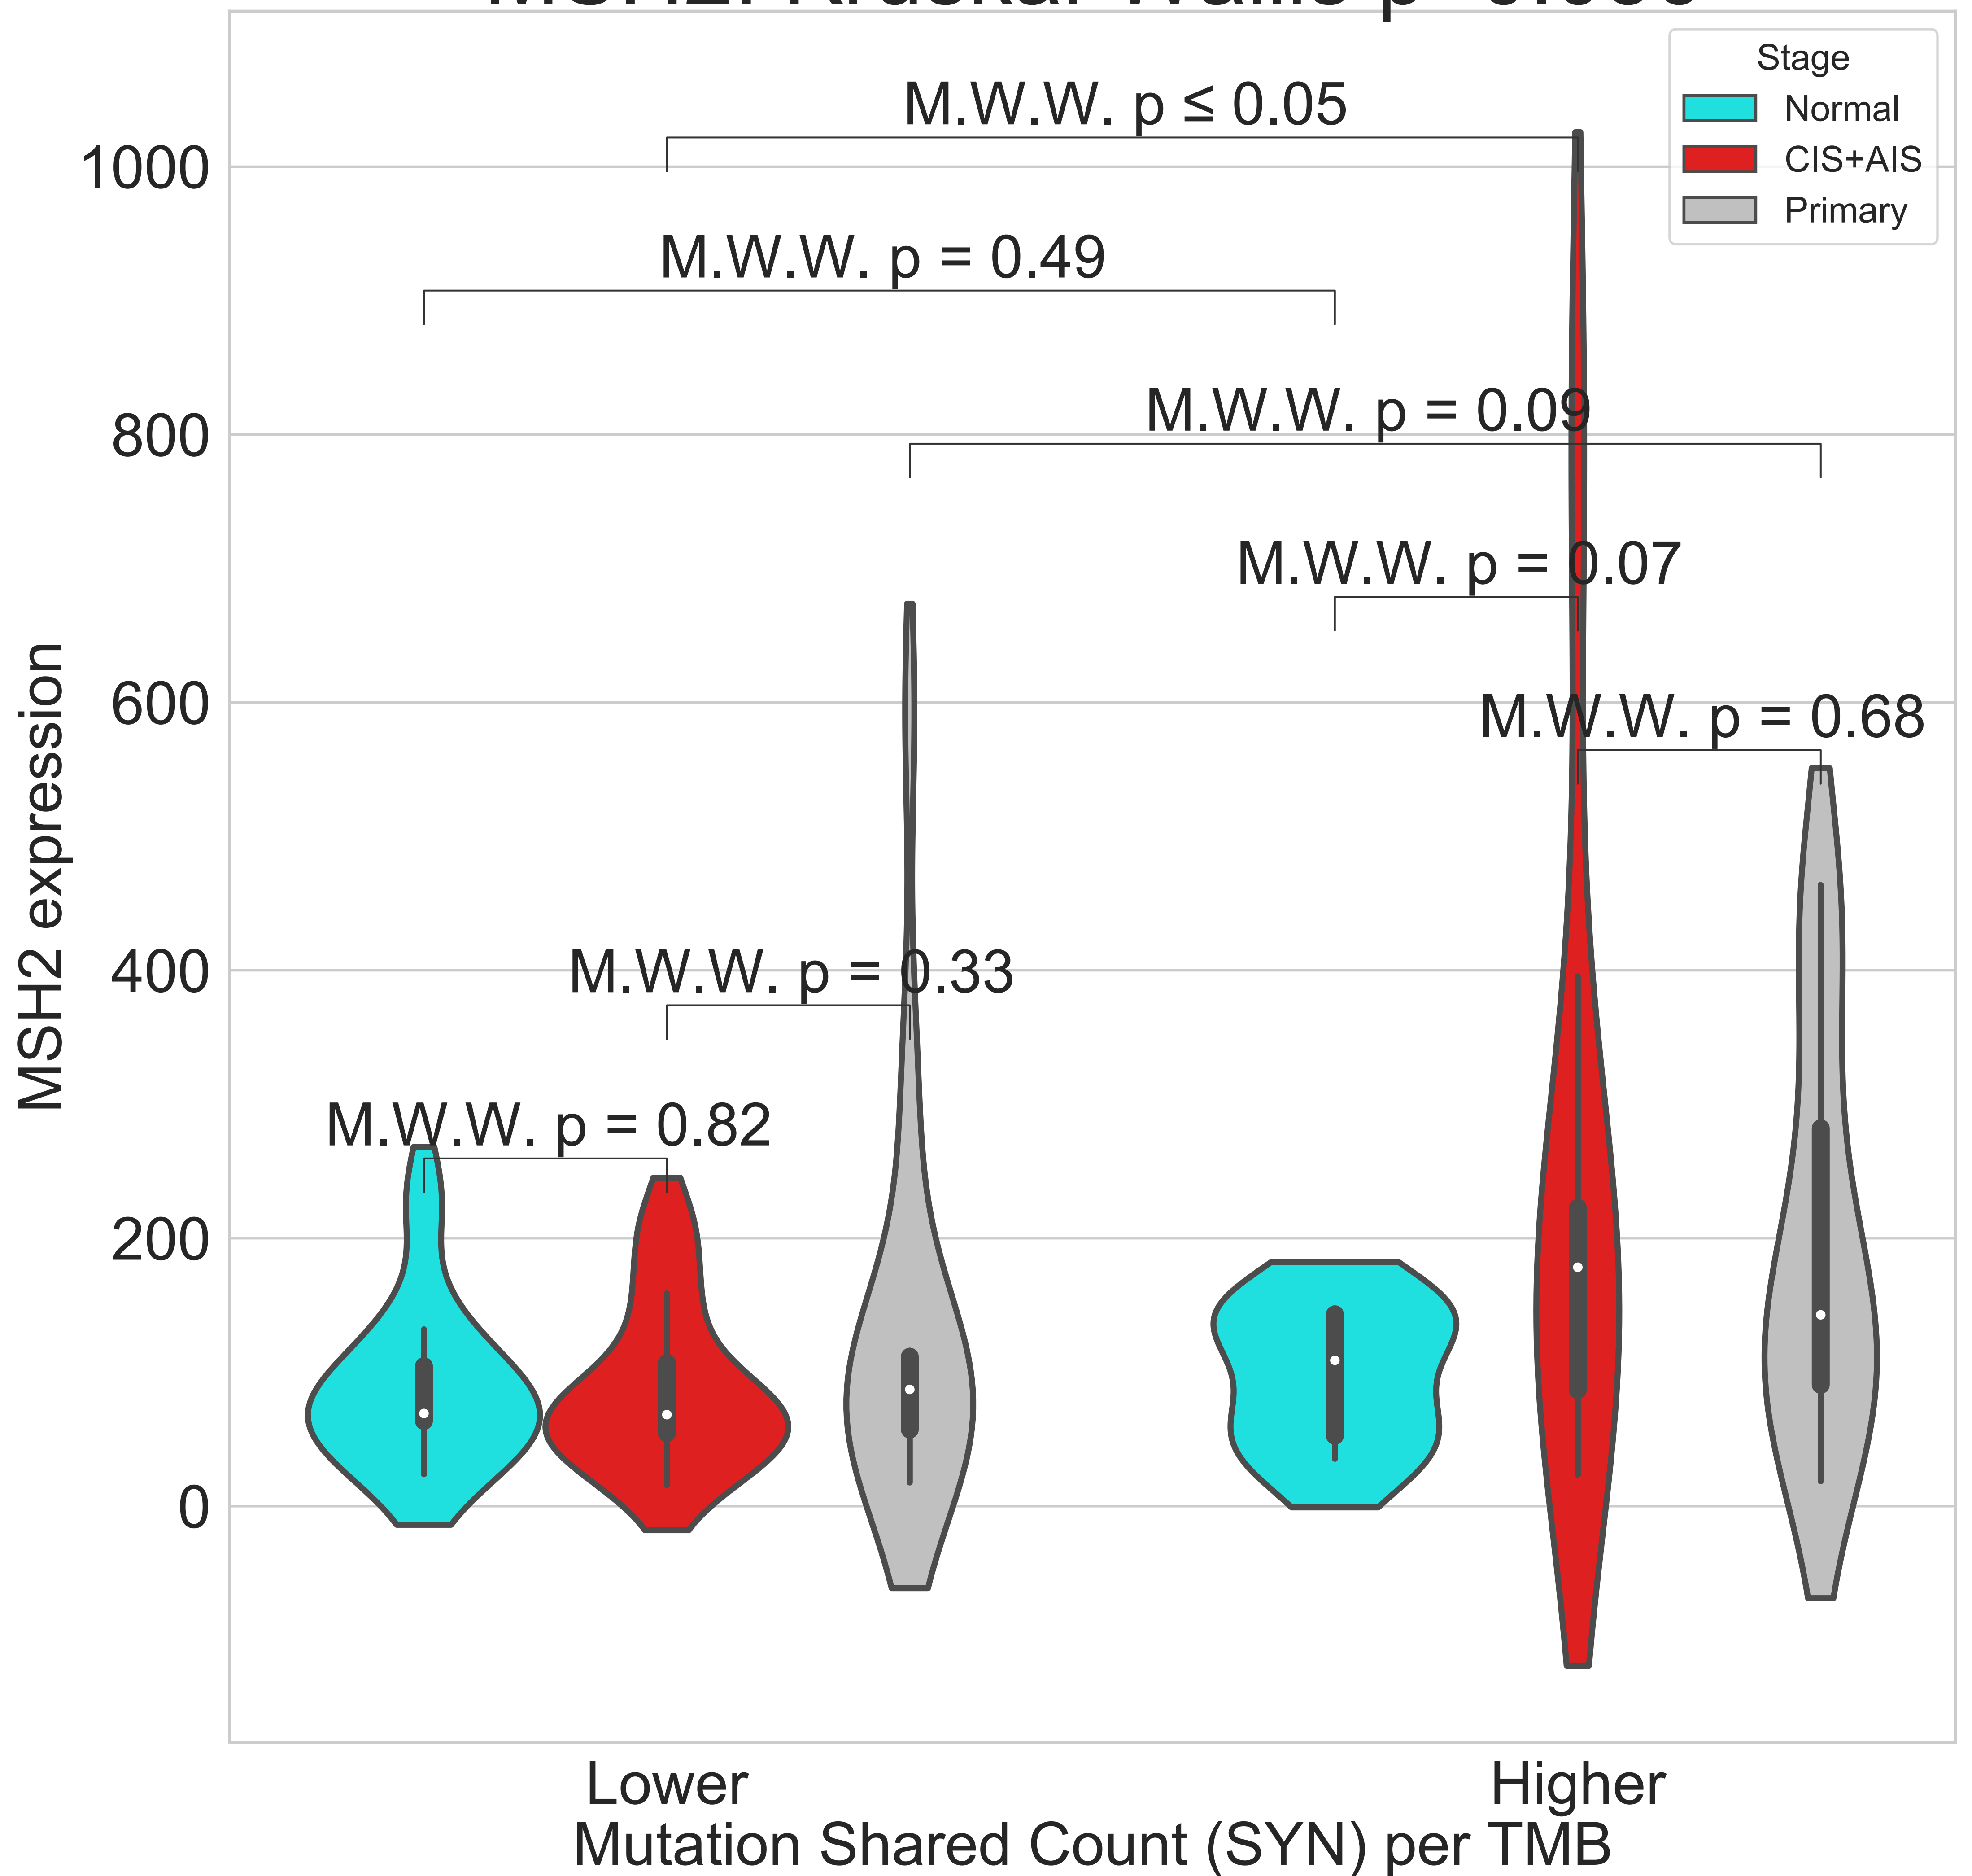 Stage
Normal
CIS+AIS
Primary
M.W.W. p ≤ 0.05
M.W.W. p = 0.49
M.W.W. p = 0.09
M.W.W. p = 0.07
M.W.W. p = 0.68
M.W.W. p = 0.33
M.W.W. p = 0.82
1000
800
600
400
200
0
MSH2 expression
Lower
Higher
Mutation Shared Count (SYN) per TMB